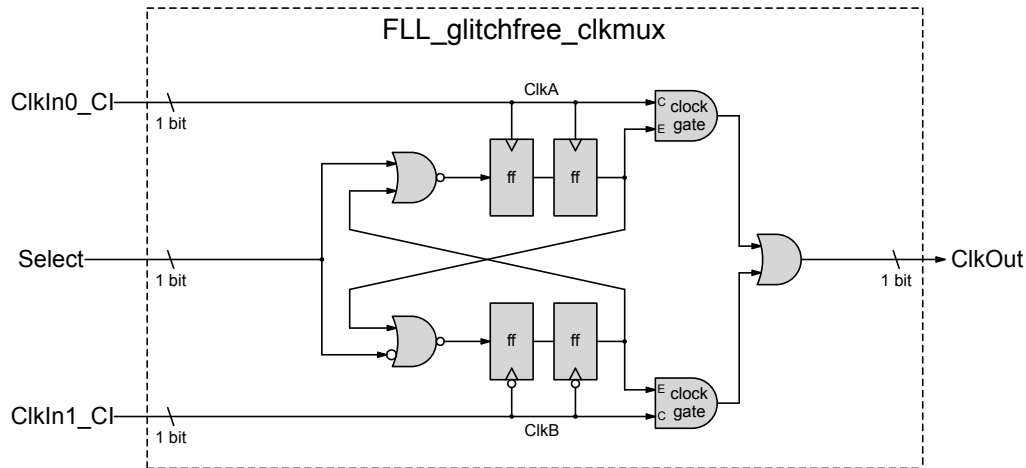 FLL_glitchfree_clkmux
ClkIn0_CI
1 bit
ClkA
C
clock
gate
E
ff
ff
Select
1 bit
1 bit
ClkOut
ff
ff
E
clock
gate
C
ClkIn1_CI
1 bit
ClkB